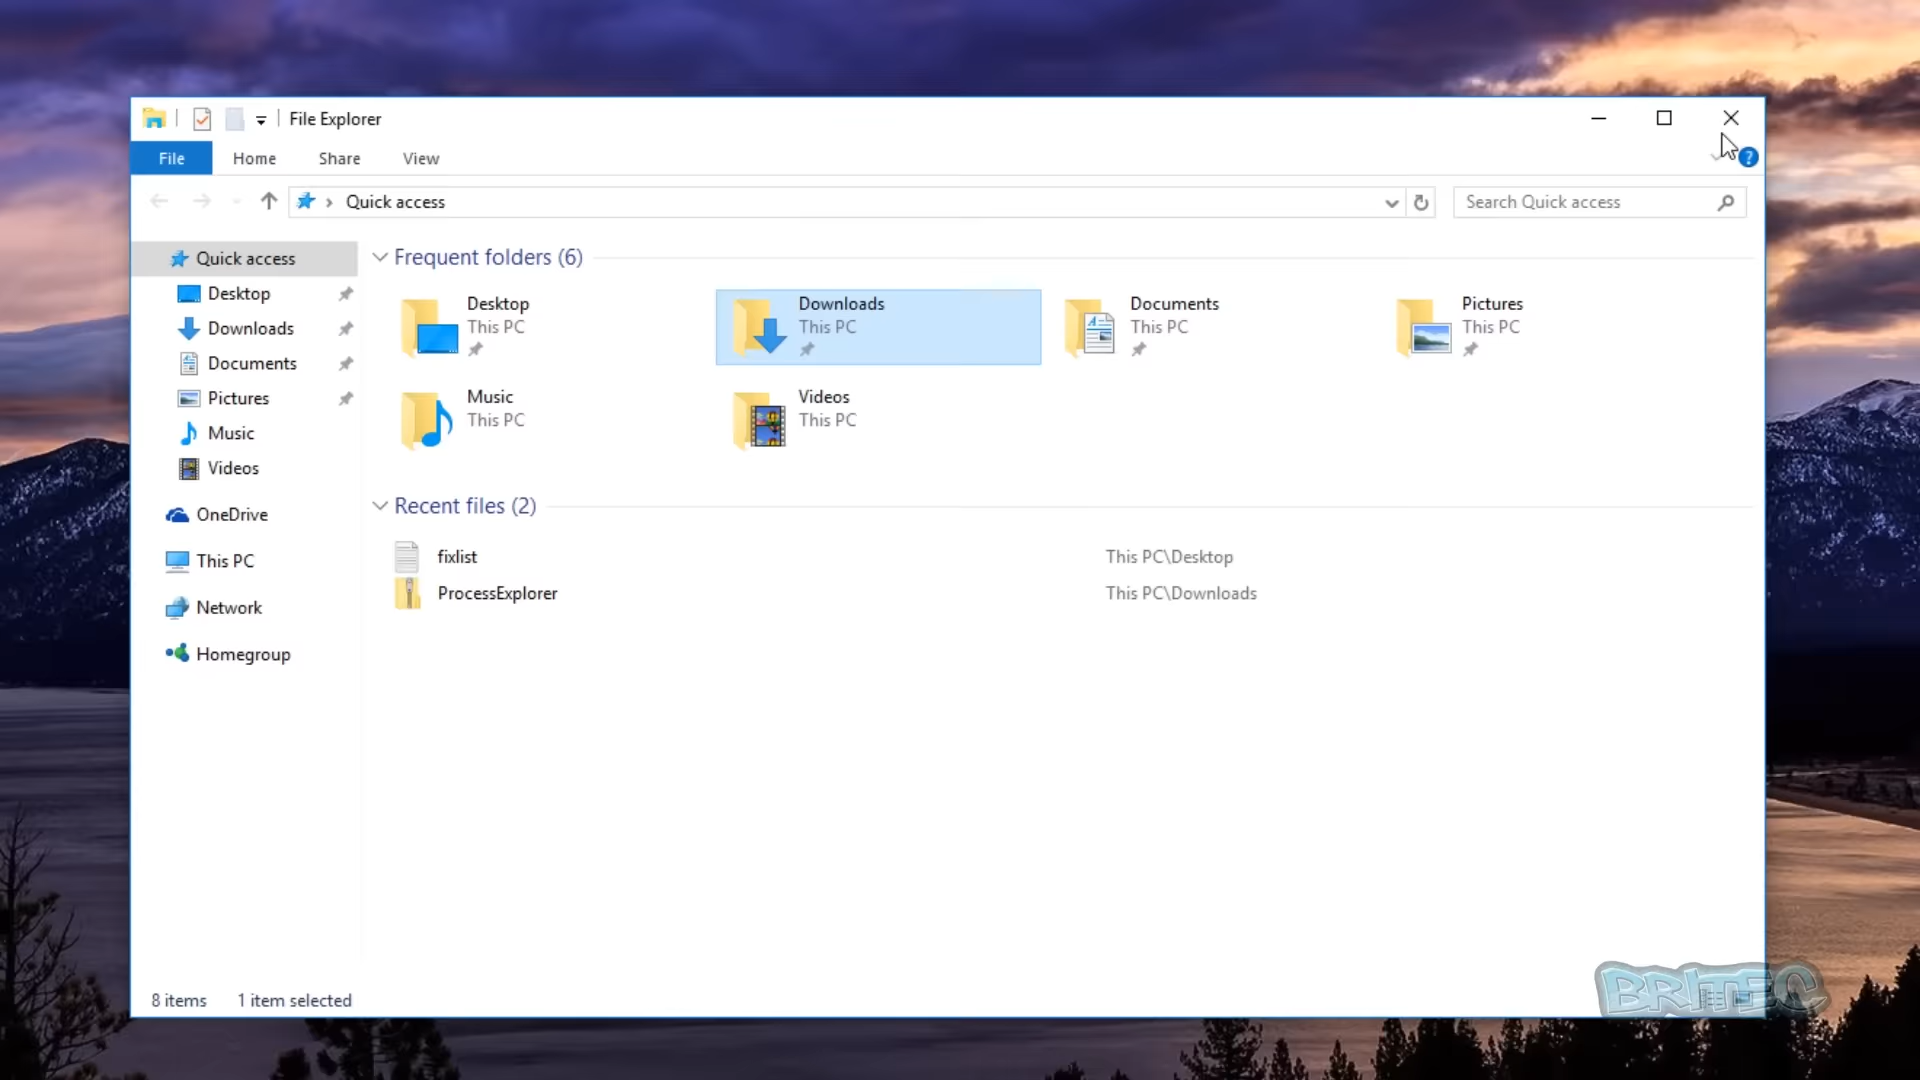 File Explorer
File Home Share View
Quick access
Search Quick access
Quick access
Desktop
Downloads
Documents
Pictures
Music
Videos
OneDrive
This PC
Network
Homegroup
Frequent folders (6)
Desktop
This PC
Downloads
This PC
Documents
This PC
Pictures
This PC
Music
This PC
Videos
This PC
Recent files (2)
fixlist This PC\Desktop
ProcessExplorer This PC\Downloads
8 items 1 item selected
BRITEC